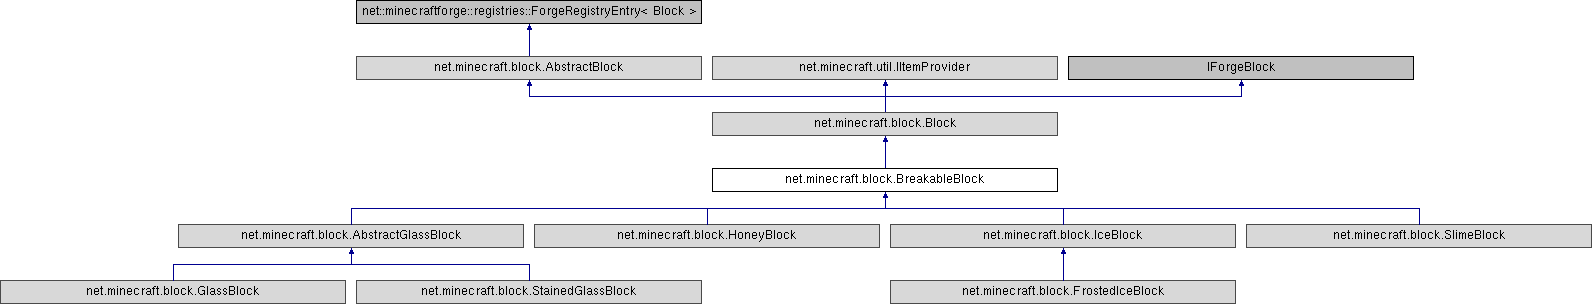 net::minecraftforge::registries::ForgeRegistryEntry< Block >
net.minecraft.block.AbstractBlock
net.minecraft.util.IItemProvider
IForgeBlock
net.minecraft.block.Block
net.minecraft.block.BreakableBlock
net.minecraft.block.AbstractGlassBlock
net.minecraft.block.HoneyBlock
net.minecraft.block.IceBlock
net.minecraft.block.SlimeBlock
net.minecraft.block.GlassBlock
net.minecraft.block.StainedGlassBlock
net.minecraft.block.FrostedIceBlock